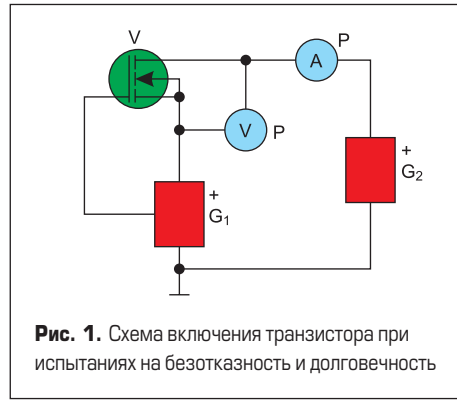 V
P
A
V
P
+
G₂
+
G₁
Рис. 1. Схема включения транзистора при
испытаниях на безотказность и долговечность